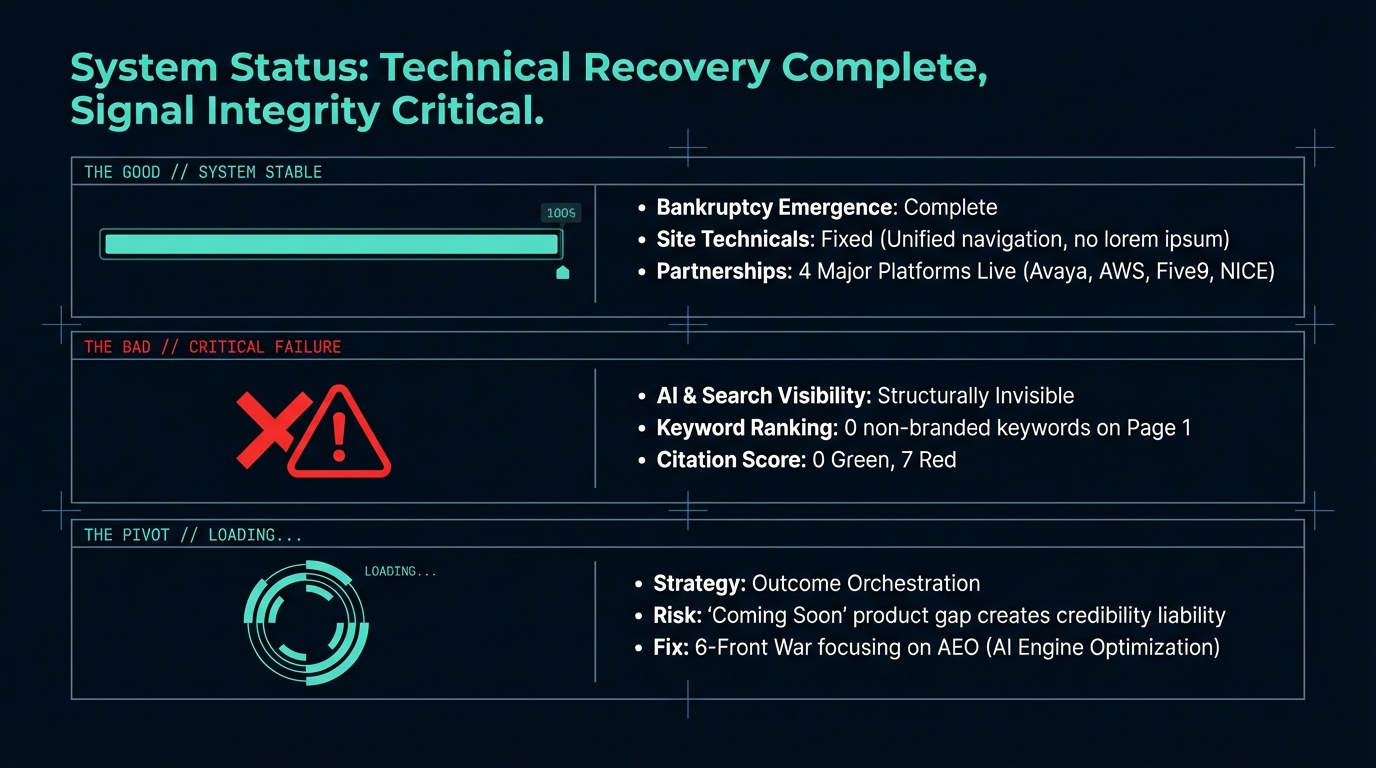 System Status: Technical Recovery Complete,
Signal Integrity Critical.
THE GOOD // SYSTEM STABLE
100%
• Bankruptcy Emergence: Complete
• Site Technicals: Fixed (Unified navigation, no lorem ipsum)
• Partnerships: 4 Major Platforms Live (Avaya, AWS, Five9, NICE)
THE BAD // CRITICAL FAILURE
• AI & Search Visibility: Structurally Invisible
• Keyword Ranking: 0 non-branded keywords on Page 1
• Citation Score: 0 Green, 7 Red
THE PIVOT // LOADING...
LOADING...
• Strategy: Outcome Orchestration
• Risk: ‘Coming Soon’ product gap creates credibility liability
• Fix: 6-Front War focusing on AEO (AI Engine Optimization)